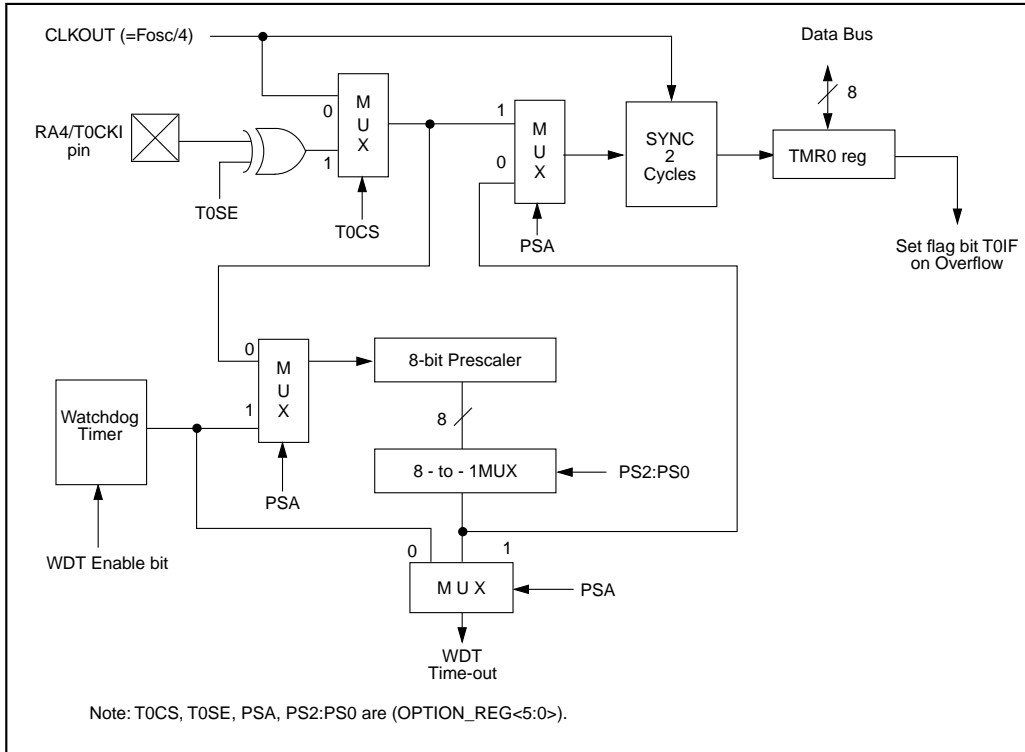 CLKOUT (=Fosc/4)
Data Bus
8
RA4/T0CKI
pin
T0SE
0
1
M
U
X
T0CS
1
0
M
U
X
PSA
SYNC
2
Cycles
TMR0 reg
Set flag bit T0IF
on Overflow
0
1
M
U
X
PSA
Watchdog
Timer
WDT Enable bit
8-bit Prescaler
8
8 - to - 1MUX
PS2:PS0
0
1
M U X
PSA
WDT
Time-out
Note: T0CS, T0SE, PSA, PS2:PS0 are (OPTION_REG<5:0>).